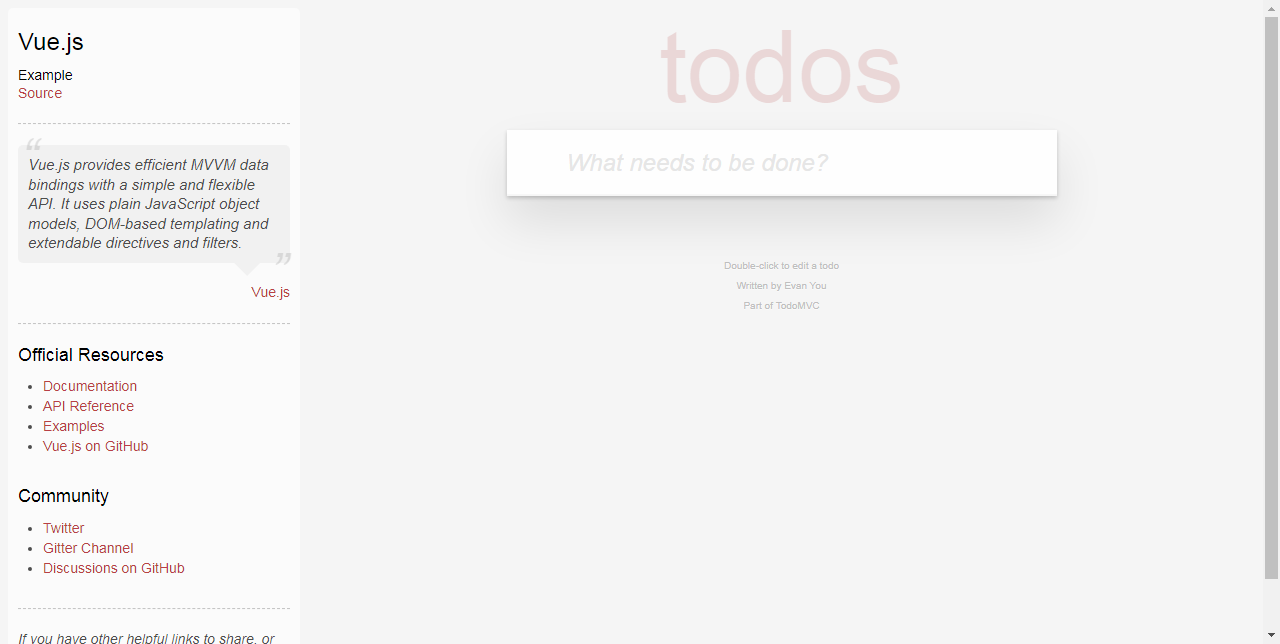 Vue.js
Example
Source
“
Vue.js provides efficient MVVM data
bindings with a simple and flexible
API. It uses plain JavaScript object
models, DOM-based templating and
extendable directives and filters.
”
Vue.js
Official Resources
Documentation
API Reference
Examples
Vue.js on GitHub
Community
Twitter
Gitter Channel
Discussions on GitHub
If you have other helpful links to share, or
todos
What needs to be done?
Double-click to edit a todo
Written by Evan You
Part of TodoMVC